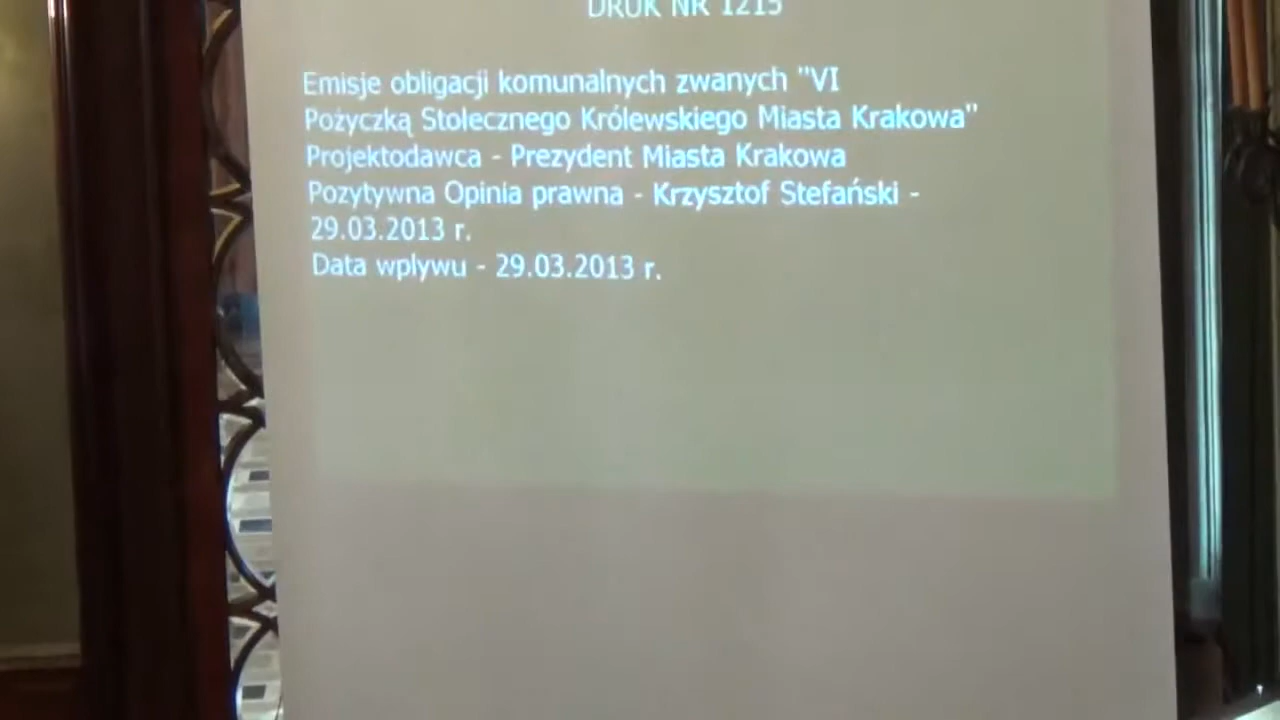 DRUK NR 1215
Emisje obligacji komunalnych zwanych "VI
Pożyczką Stołecznego Królewskiego Miasta Krakowa"
Projektodawca - Prezydent Miasta Krakowa
Pozytywna Opinia prawna - Krzysztof Stefański -
29.03.2013 r.
Data wpływu - 29.03.2013 r.